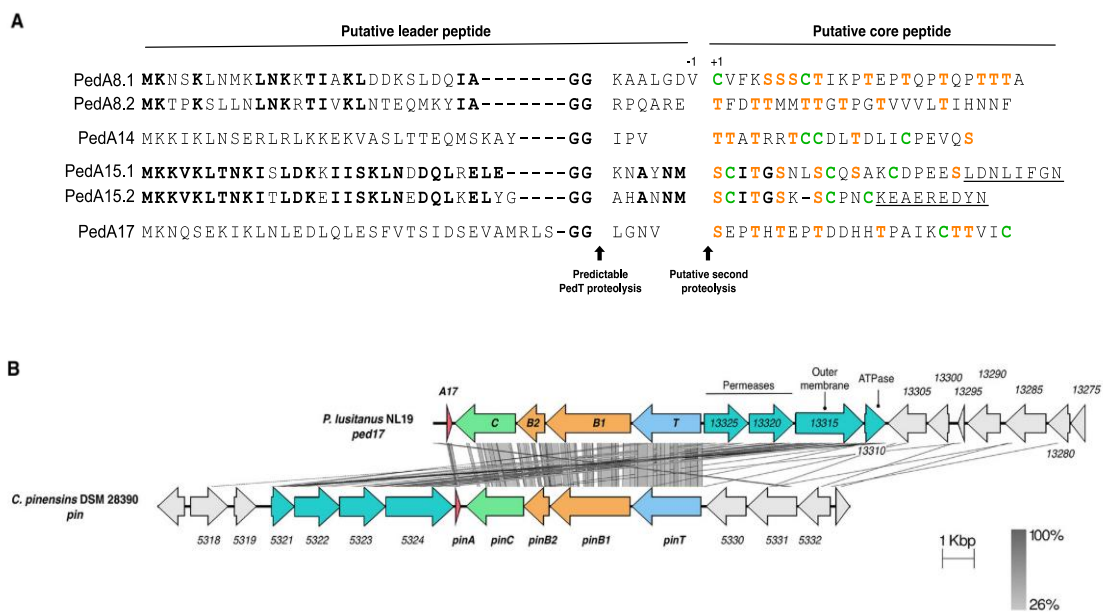 A
Putative leader peptide
Putative core peptide
-1 +1
PedA8.1 MKNSKLNMKLNKKTIAKLDDKSLDQIA-------GG KAALGDV CVFKSSSCTIKPTEPTQPTQPTTTA
PedA8.2 MKTPKSLLNLNKRTIVKLNTEQMKYIA-------GG RPQARE TFDTTMMTTGTPGTVVVLTIHNNF
PedA14 MKKIKLNSERLRLKKEKVASLTTEQMSKAY-----GG IPV TTATRRTCCDLTDLICPEVQS
PedA15.1 MKKVKLTNKISLDKKIISKLNDDQLRELE------GG KNAYNM SCITGSNLSCQSAKCDPEESLDNLIFGN
PedA15.2 MKKVKLTNKITLDKEIISKLNEDQLKELYG-----GG AHANNM SCITGSK-SCPNCKEAEREDYN
PedA17 MKNQSEKIKLNLEDLQLESFVTSIDSEVAMRLS-GG LGNV SEPTHTEPTDDHHTPAIKCTTVIC
Predictable
PedT proteolysis
Putative second
proteolysis
B
A17
Permeases
Outer
membrane
ATPase
13305
13300
13295
13290
13285
13275
P. lusitanus NL19
ped17
C B2 B1 T 13325 13320 13315
13310
13280
C. pinensins DSM 28390
pin
5318 5319 5321 5322 5323 5324 pinA pinC pinB2 pinB1 pinT 5330 5331 5332
1 Kbp
100%
26%